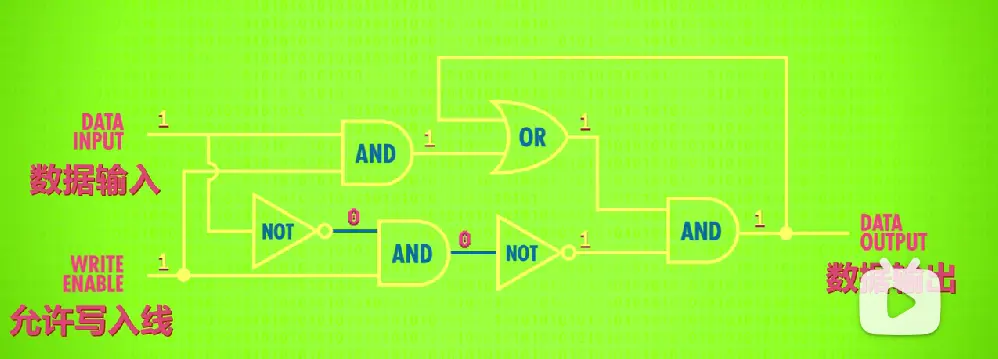 DATA
INPUT
数据输入
1
AND
1
OR
1
NOT
0
AND
0
NOT
1
AND
1
DATA
OUTPUT
数据输出
WRITE
ENABLE
1
允许写入线